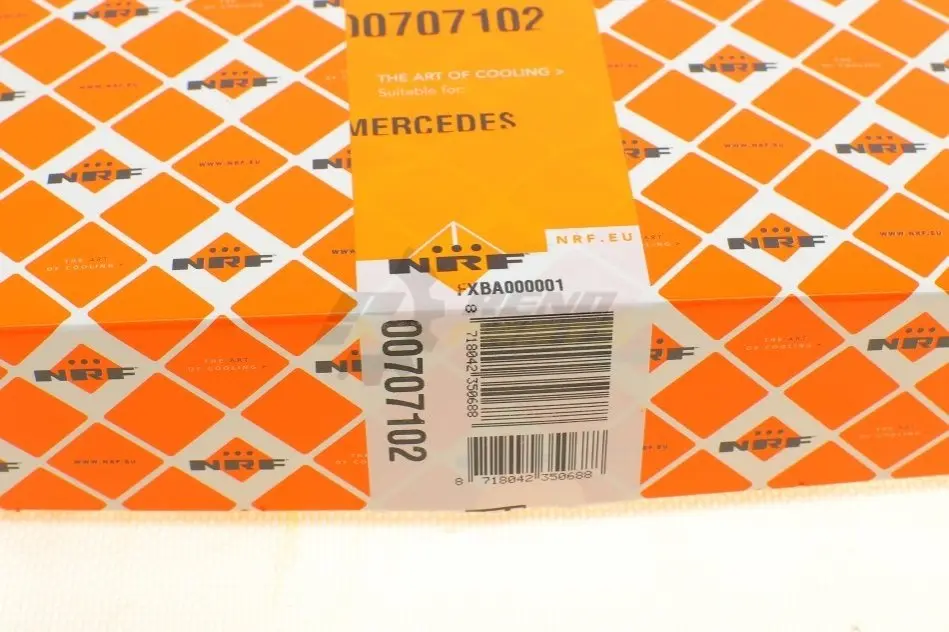 00707102
THE ART OF COOLING >
Suitable for:
MERCEDES
NRF.EU
NRF
FXBA000001
8 718042 350688
00707102
8 718042 350688
NRF
WWW.NRF.EU
THE ART
OF COOLING >